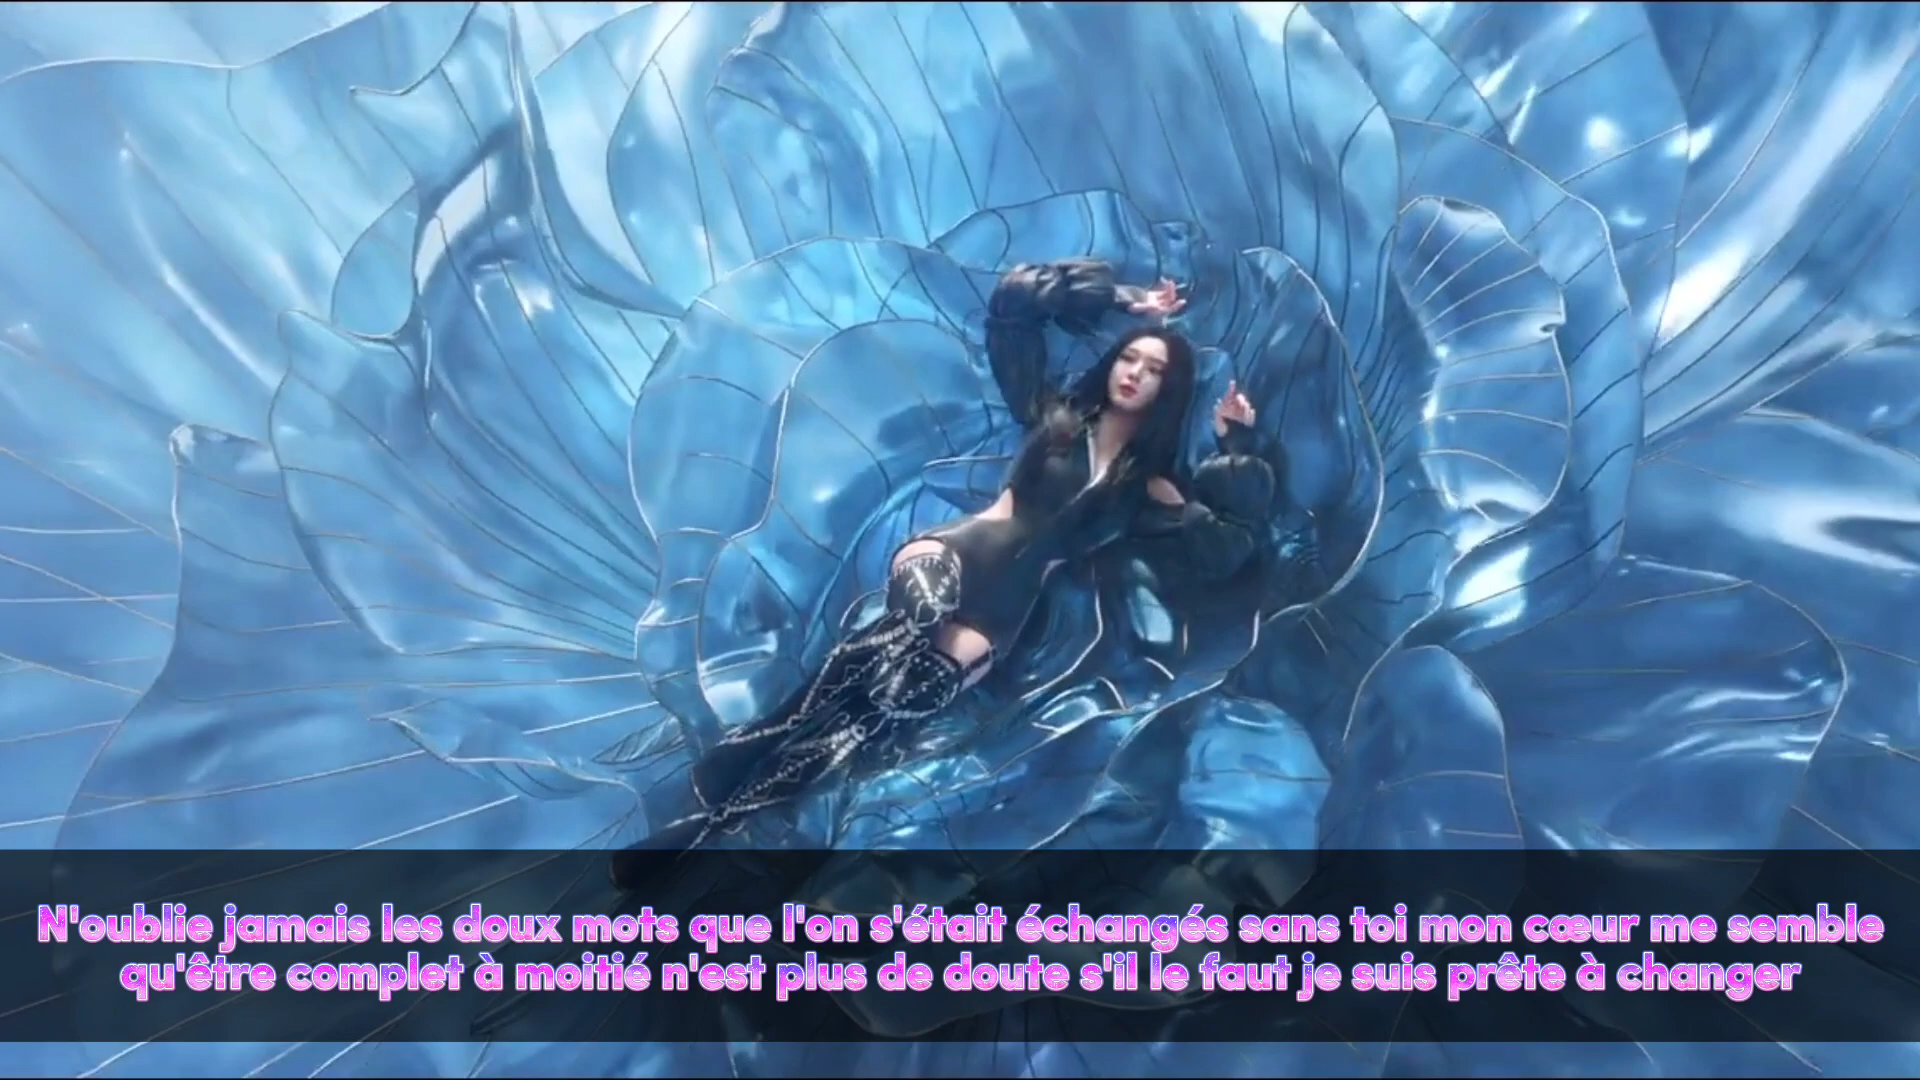 N'oublie jamais les doux mots que l'on s'était échangés sans toi mon cœur me semble
qu'être complet à moitié n'est plus de doute s'il le faut je suis prête à changer